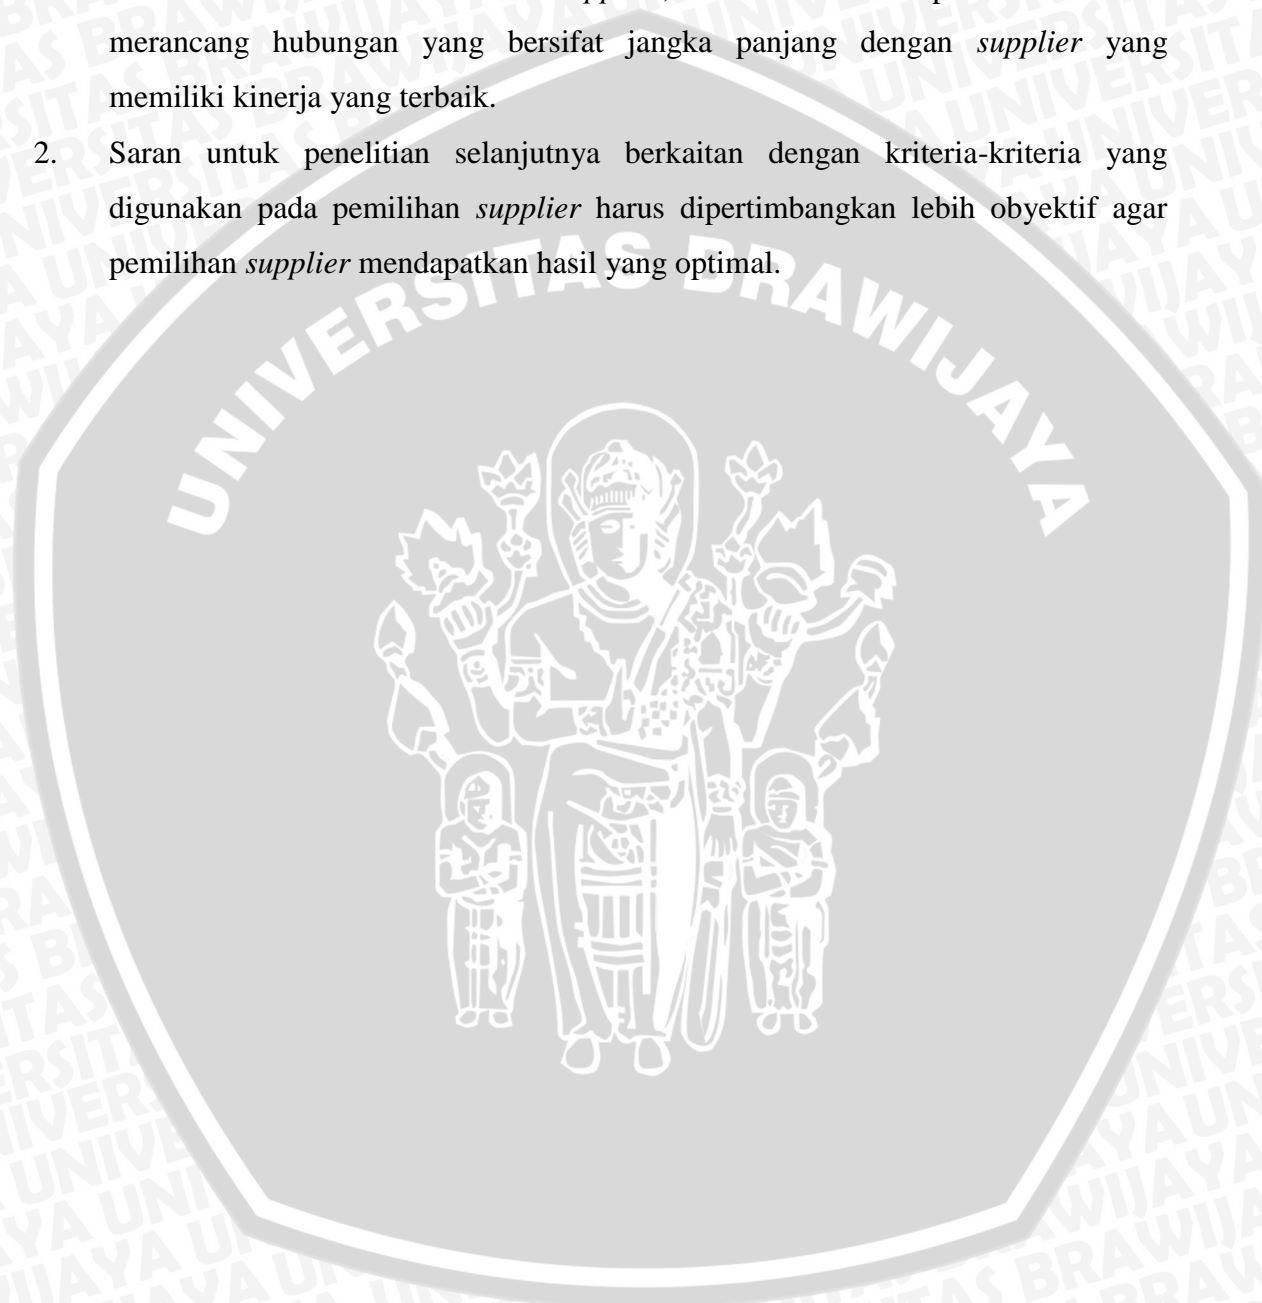 merancang hubungan yang bersifat jangka panjang dengan supplier yang
memiliki kinerja yang terbaik.
2. Saran untuk penelitian selanjutnya berkaitan dengan kriteria-kriteria yang
digunakan pada pemilihan supplier harus dipertimbangkan lebih obyektif agar
pemilihan supplier mendapatkan hasil yang optimal.
UNIVERSITAS BRAWIJAYA